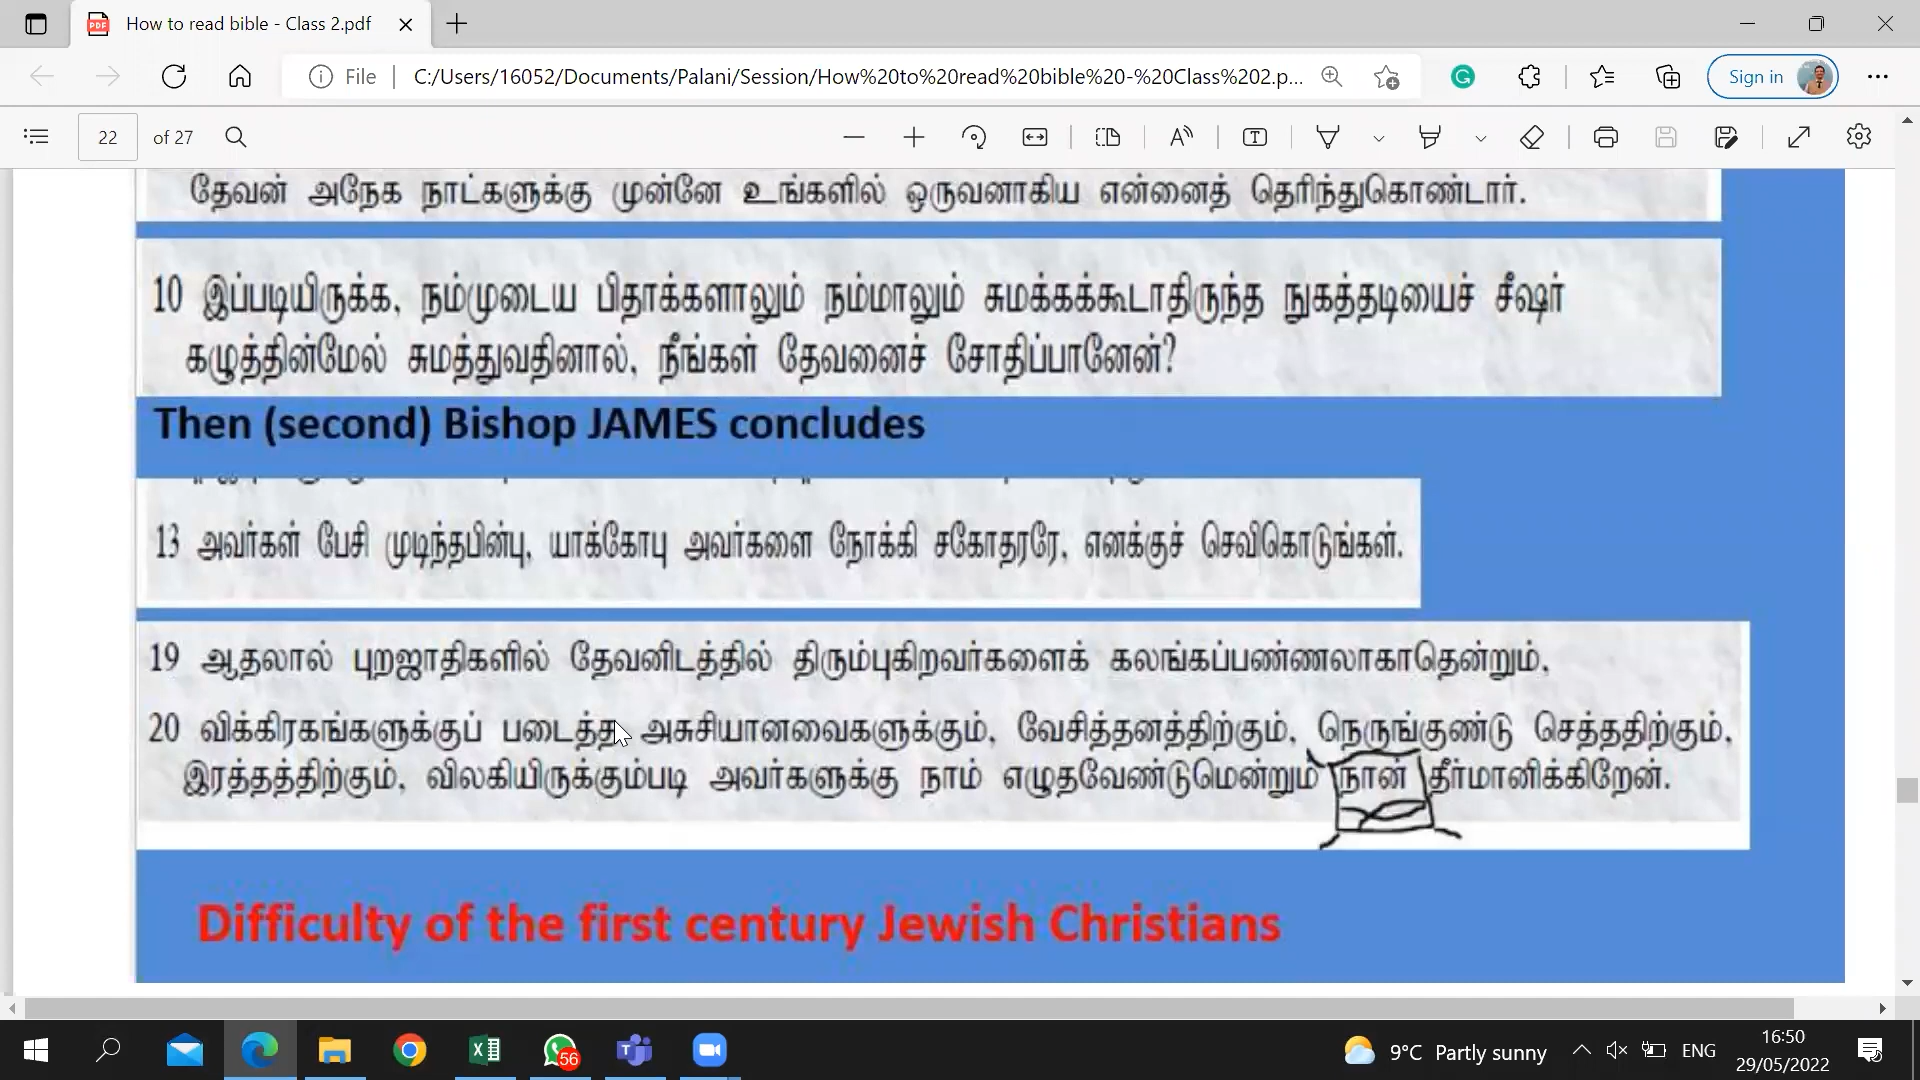 How to read bible - Class 2.pdf
File
C:/Users/16052/Documents/Palani/Session/How%20to%20read%20bible%20-%20Class%202.p...
Sign in
22 of 27
தேவன் அநேக நாட்களுக்கு முன்னே உங்களில் ஒருவனாகிய என்னைத் தெரிந்துகொண்டார்.
10 இப்படியிருக்க, நம்முடைய பிதாக்களாலும் நம்மாலும் சுமக்கக்கூடாதிருந்த நுகத்தடியைச் சீஷர்
கழுத்தின்மேல் சுமத்துவதினால், நீங்கள் தேவனைச் சோதிப்பானேன்?
Then (second) Bishop JAMES concludes
13 அவர்கள் பேசி முடிந்தபின்பு, யாக்கோபு அவர்களை நோக்கி சகோதரரே, எனக்குச் செவிகொடுங்கள்.
19 ஆதலால் புறஜாதிகளில் தேவனிடத்தில் திரும்புகிறவர்களைக் கலங்கப்பண்ணலாகாதென்றும்,
20 விக்கிரகங்களுக்குப் படைத்த அசுசியானவைகளுக்கும், வேசித்தனத்திற்கும், நெருங்குண்டு செத்ததிற்கும்,
இரத்தத்திற்கும், விலகியிருக்கும்படி அவர்களுக்கு நாம் எழுதவேண்டுமென்றும் நான் தீர்மானிக்கிறேன்.
Difficulty of the first century Jewish Christians
56
9°C Partly sunny
ENG
16:50
29/05/2022